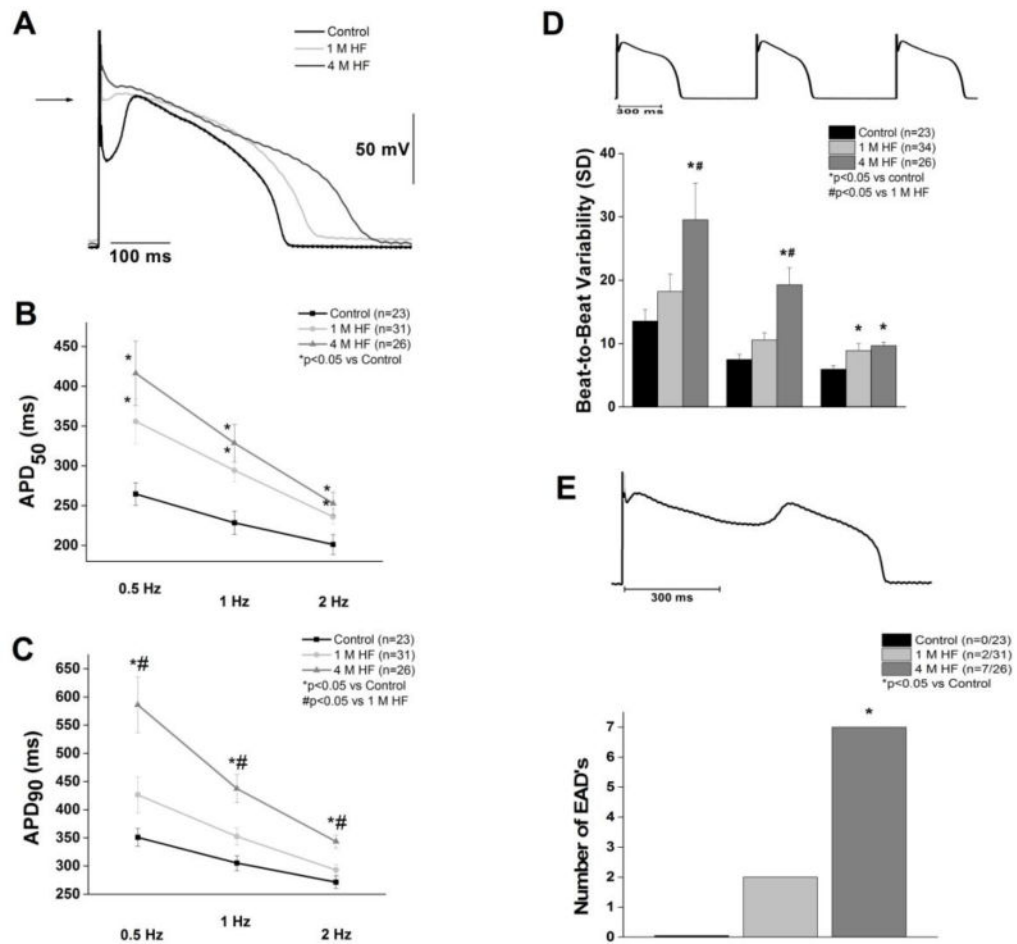 A
Control
1 M HF
4 M HF
50 mV
100 ms
B
Control (n=23)
1 M HF (n=31)
4 M HF (n=26)
*p<0.05 vs Control
450
400
350
300
250
200
APD50 (ms)
*
*
*
*
*
*
0.5 Hz
1 Hz
2 Hz
C
Control (n=23)
1 M HF (n=31)
4 M HF (n=26)
*p<0.05 vs Control
#p<0.05 vs 1 M HF
650
600
550
500
450
400
350
300
250
APD90 (ms)
*#
*#
*#
0.5 Hz
1 Hz
2 Hz
D
300 ms
Control (n=23)
1 M HF (n=34)
4 M HF (n=26)
*p<0.05 vs control
#p<0.05 vs 1 M HF
40
30
20
10
0
Beat-to-Beat Variability (SD)
*#
*#
*
*
E
300 ms
Control (n=0/23)
1 M HF (n=2/31)
4 M HF (n=7/26)
*p<0.05 vs Control
7
6
5
4
3
2
1
0
Number of EAD's
*